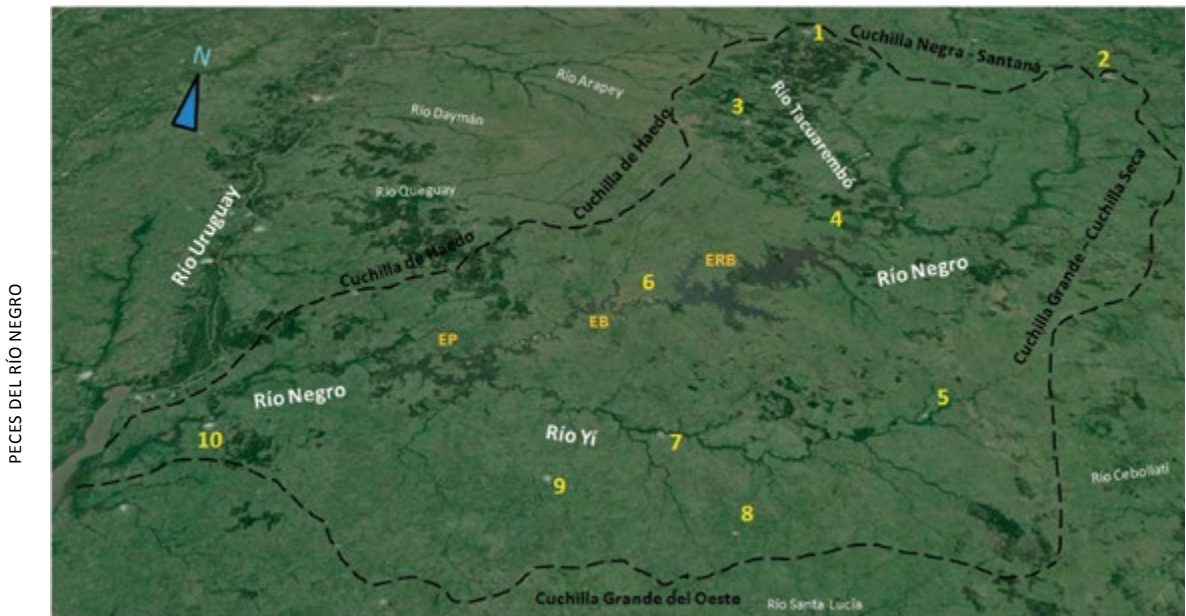 PECES DEL RÍO NEGRO
N
1
Cuchilla Negra - Santana
2
Río Arapey
Río Daymán
3
Río Tacuarembó
Cuchilla de Haedo
Río Queguay
Río Uruguay
Cuchilla de Haedo
4
ERB
Río Negro
6
EB
EP
Cuchilla Grande - Cuchilla Seca
Río Negro
5
10
Río Yí
7
9
8
Río Cebollatí
Cuchilla Grande del Oeste
Río Santa Lucía